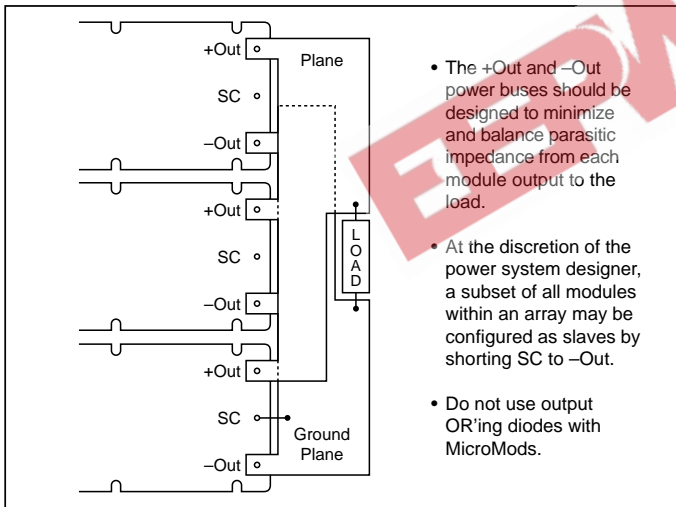 +Out
Plane
SC
–Out
+Out
SC
–Out
+Out
SC
Ground
Plane
–Out
LOAD
• The +Out and –Out
power buses should be
designed to minimize
and balance parasitic
impedance from each
module output to the
load.
• At the discretion of the
power system designer,
a subset of all modules
within an array may be
configured as slaves by
shorting SC to –Out.
• Do not use output
OR'ing diodes with
MicroMods.
EEPW